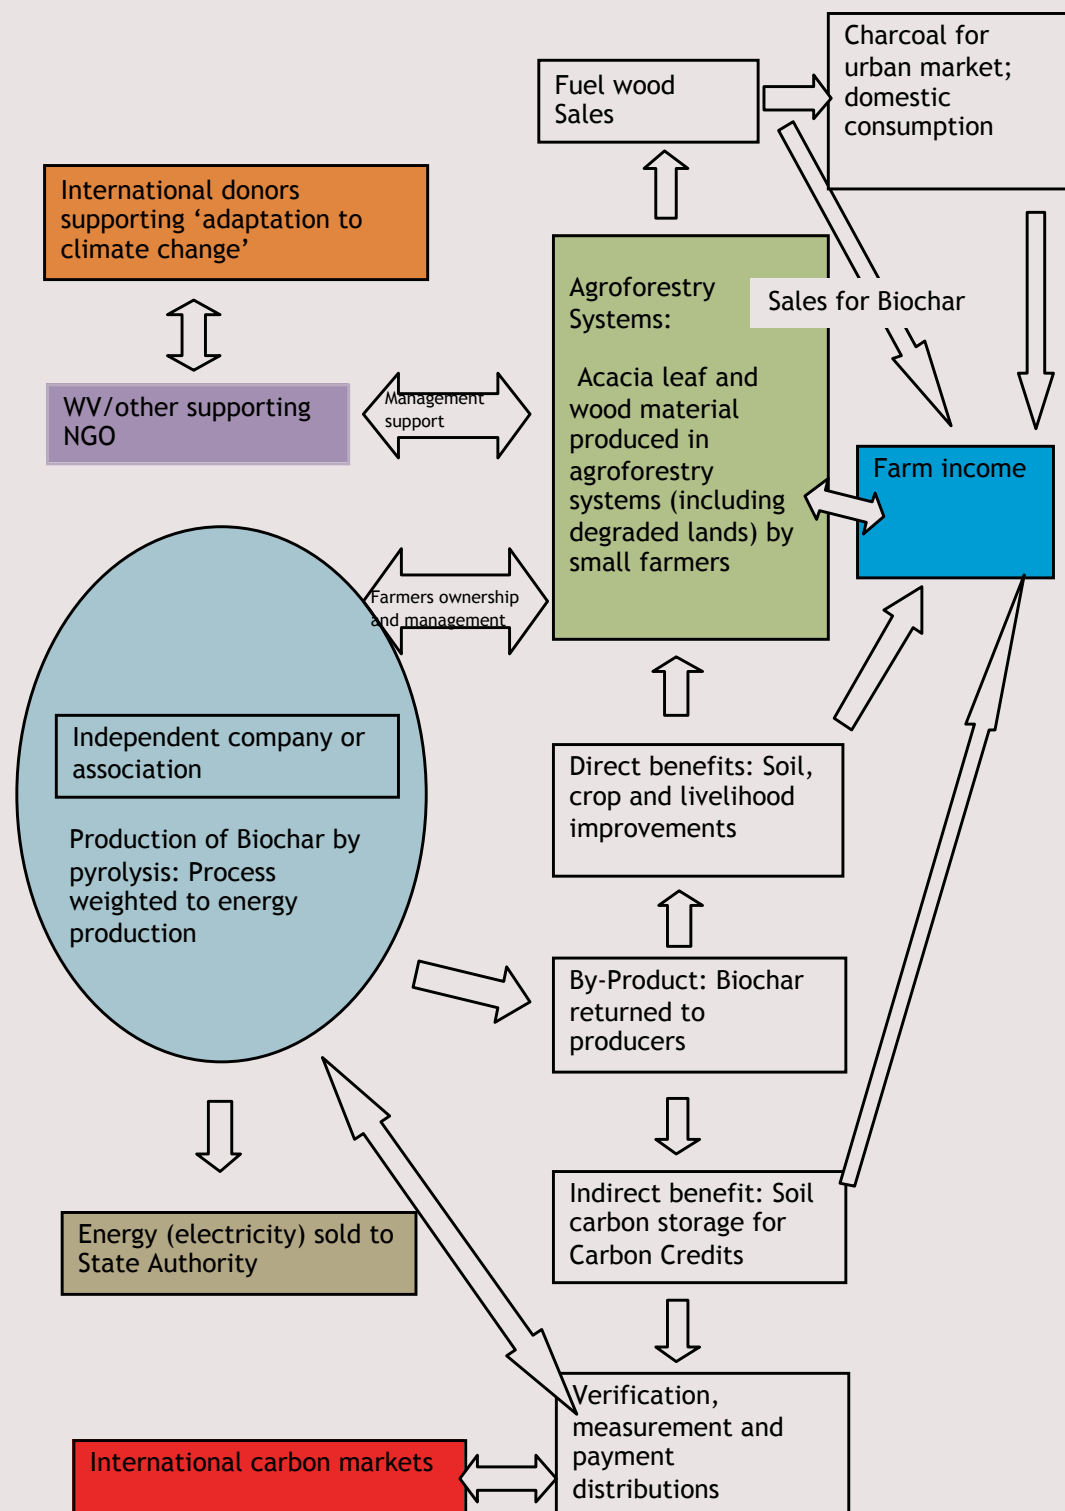 Charcoal for
urban market;
domestic
consumption
Fuel wood
Sales
International donors
supporting ‘adaptation to
climate change’
Agroforestry
Systems:
Acacia leaf and
wood material
produced in
agroforestry
systems (including
degraded lands) by
small farmers
Sales for Biochar
WV/other supporting
NGO
Management
support
Farm income
Farmers ownership
and management
Independent company or
association
Production of Biochar by
pyrolysis: Process
weighted to energy
production
Direct benefits: Soil,
crop and livelihood
improvements
By-Product: Biochar
returned to
producers
Indirect benefit: Soil
carbon storage for
Carbon Credits
Energy (electricity) sold to
State Authority
Verification,
measurement and
payment
distributions
International carbon markets